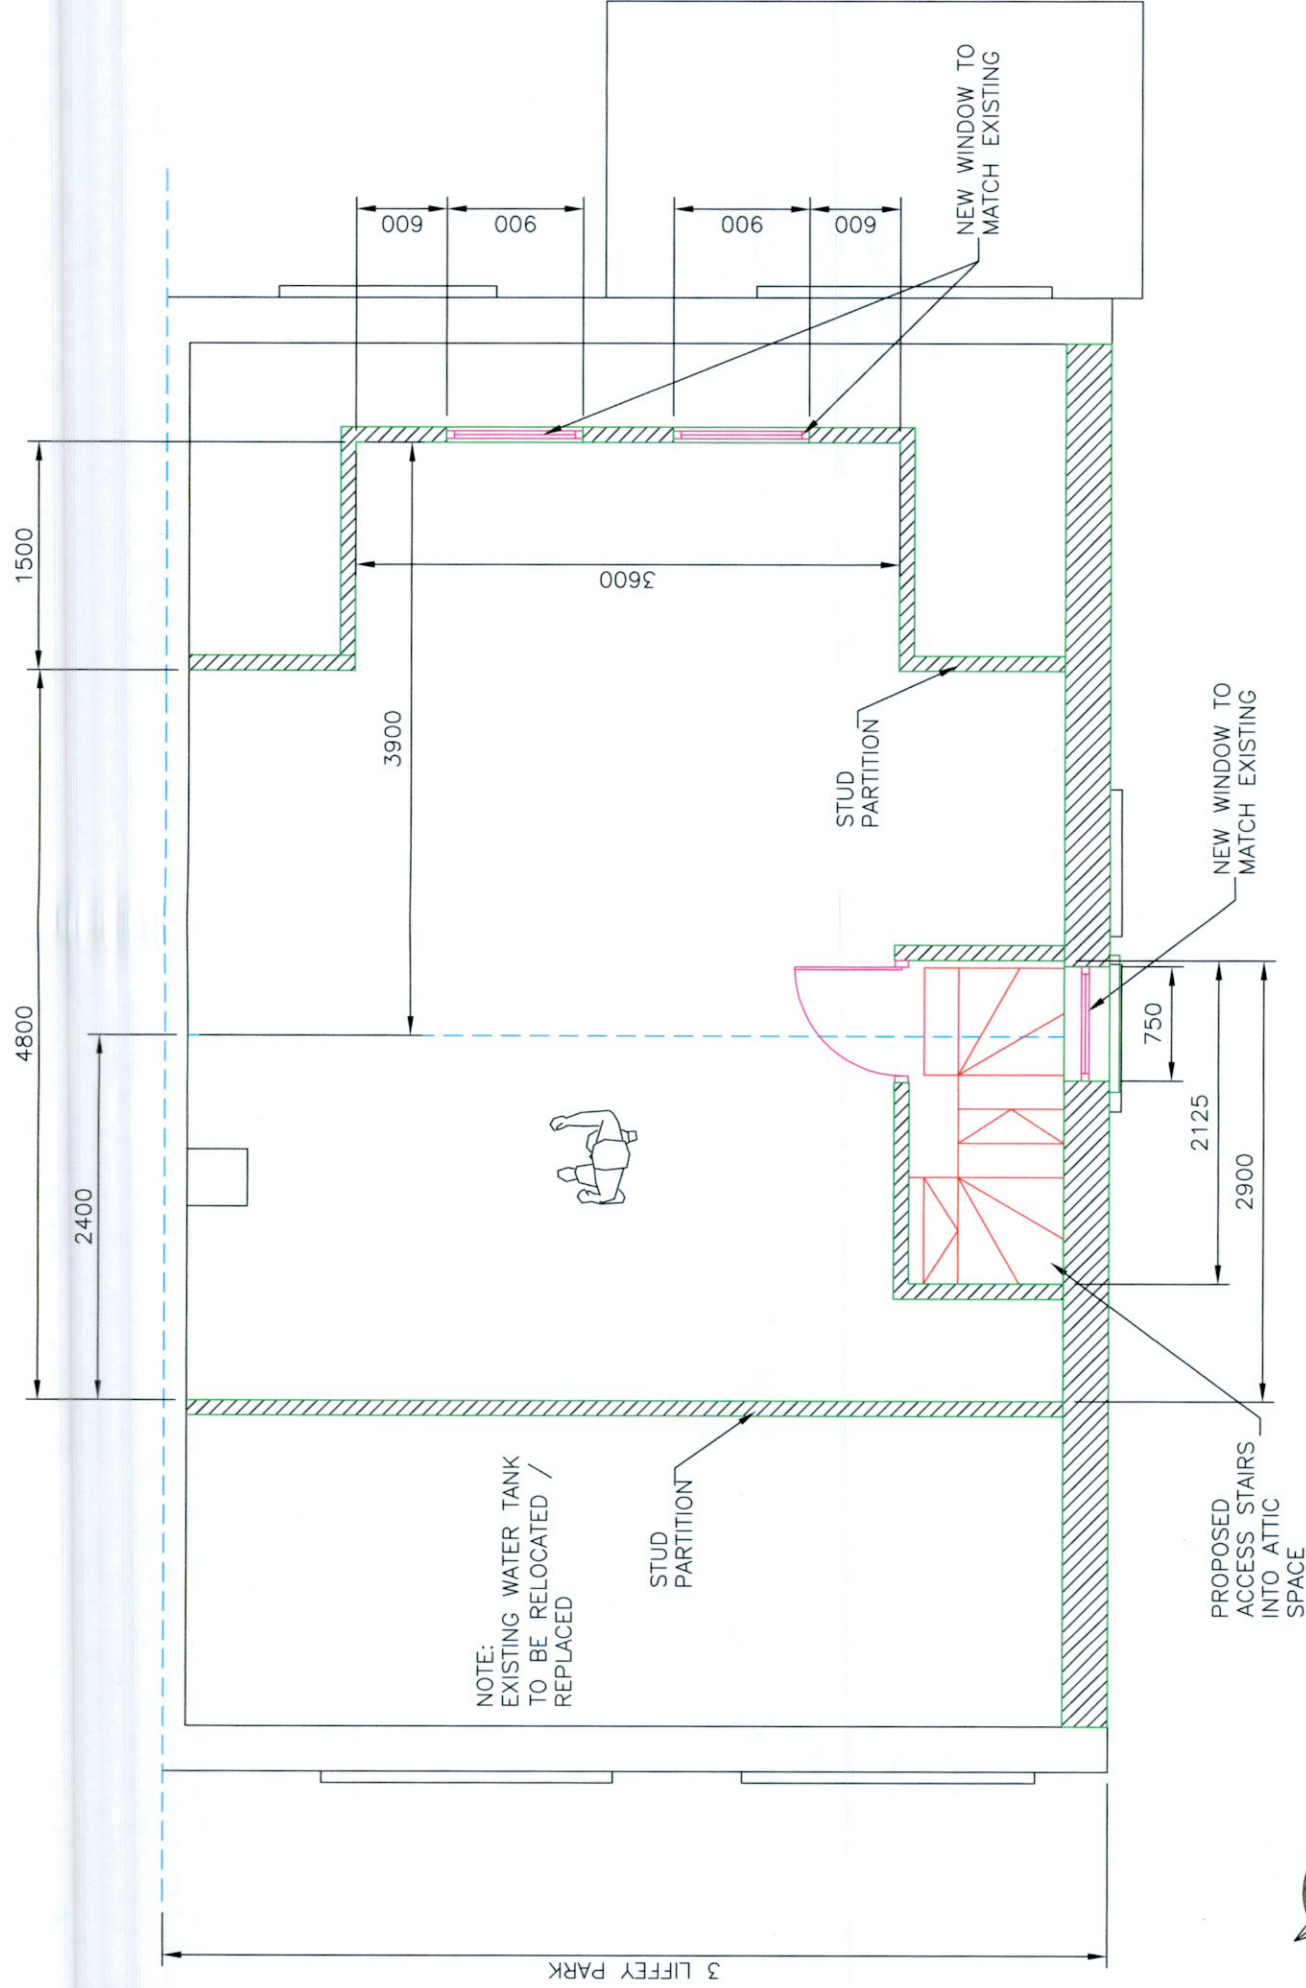 1500
4800
2400
600
900
900
600
NEW WINDOW TO
MATCH EXISTING
3900
3600
STUD
PARTITION
NEW WINDOW TO
MATCH EXISTING
750
2125
2900
NOTE:
EXISTING WATER TANK
TO BE RELOCATED /
REPLACED
STUD
PARTITION
PROPOSED
ACCESS STAIRS
INTO ATTIC
SPACE
3 LIFFEY PARK